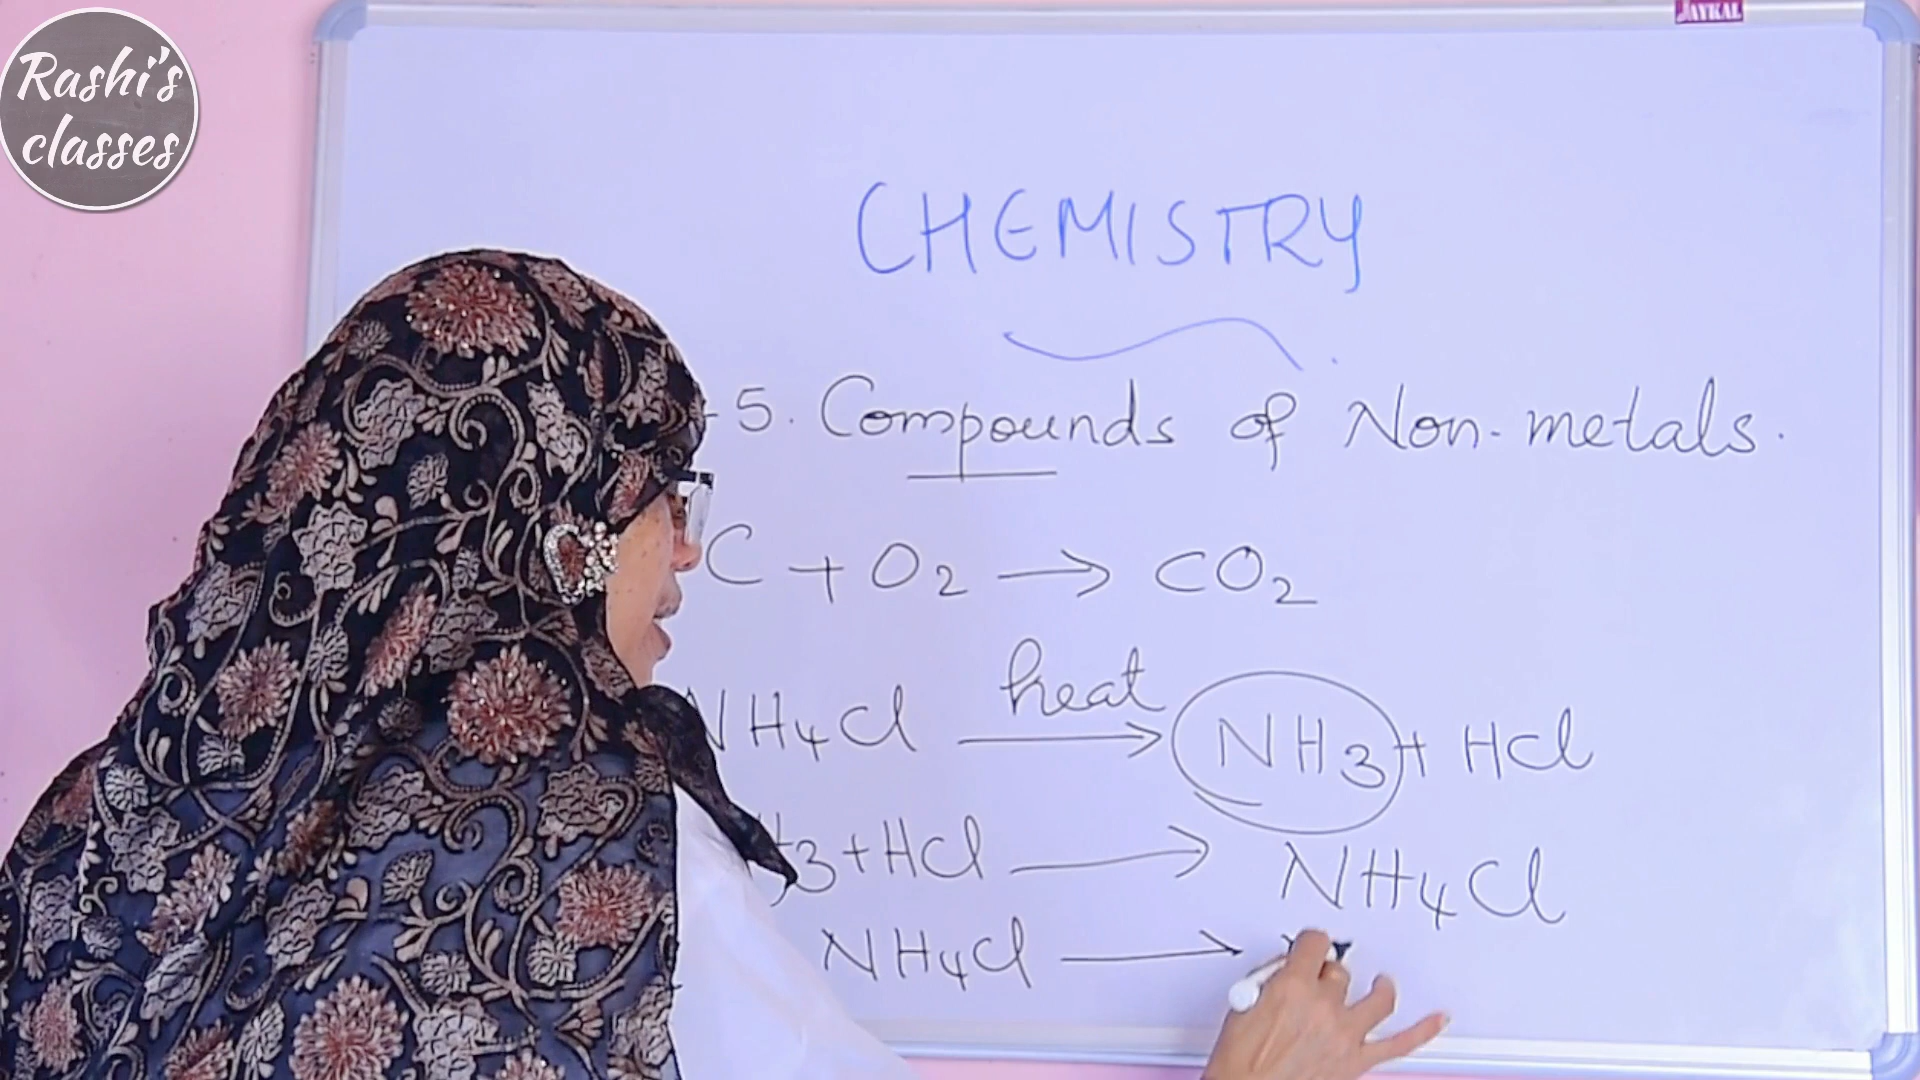 Rashi's
classes
JAYKAL
CHEMISTRY
-5. Compounds of Non-metals.
C + O2 → CO2
NH4Cl heat → NH3 + HCl
3 + HCl → NH4Cl
NH4Cl →